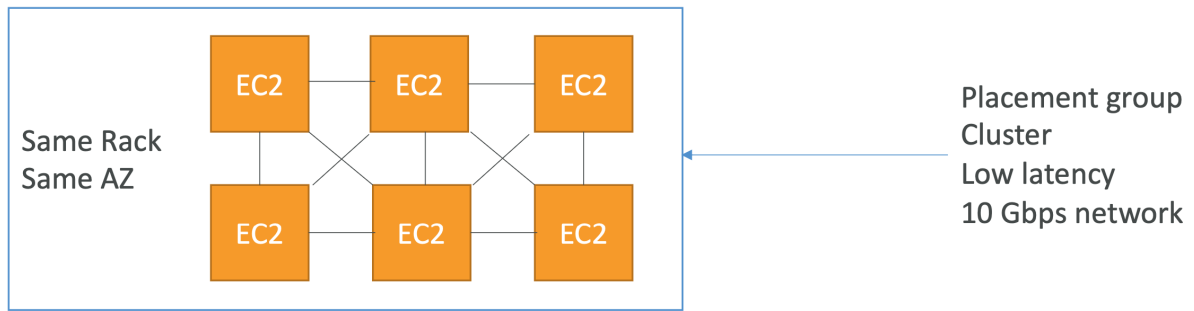 EC2
EC2
EC2
Same Rack
Same AZ
EC2
EC2
EC2
Placement group
Cluster
Low latency
10 Gbps network